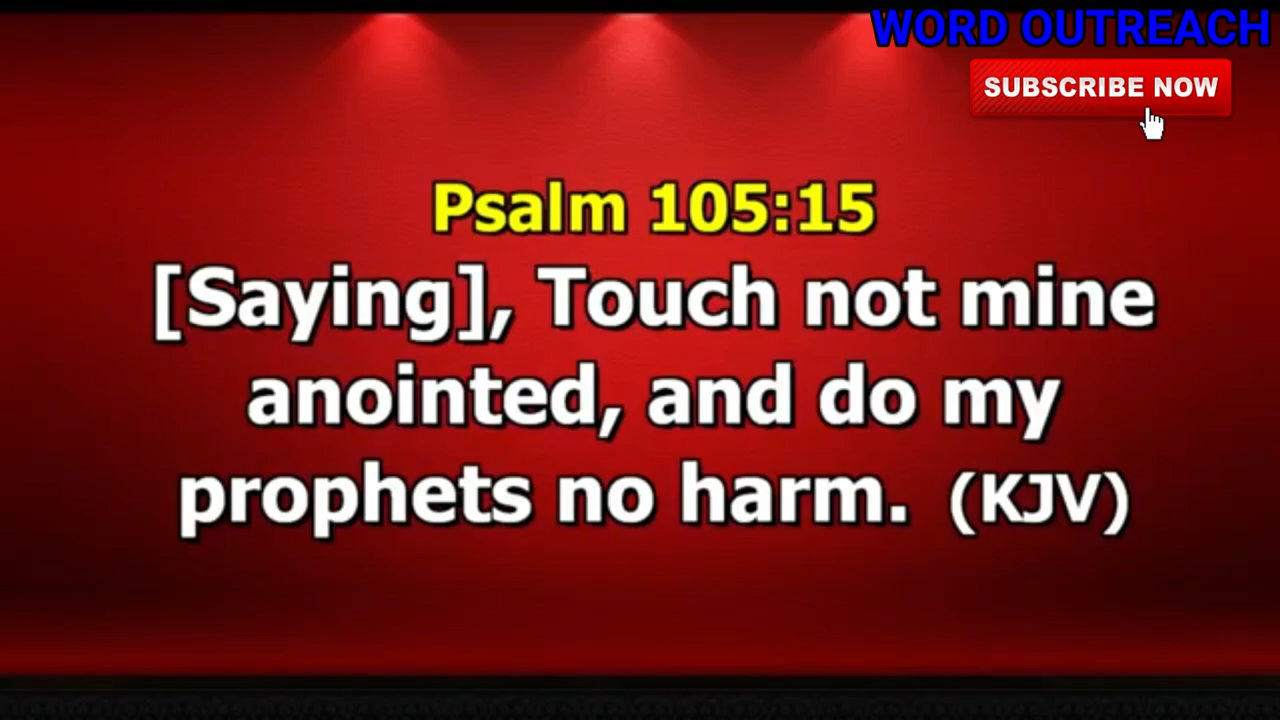 WORD OUTREACH
SUBSCRIBE NOW
Psalm 105:15
[Saying], Touch not mine
anointed, and do my
prophets no harm. (KJV)